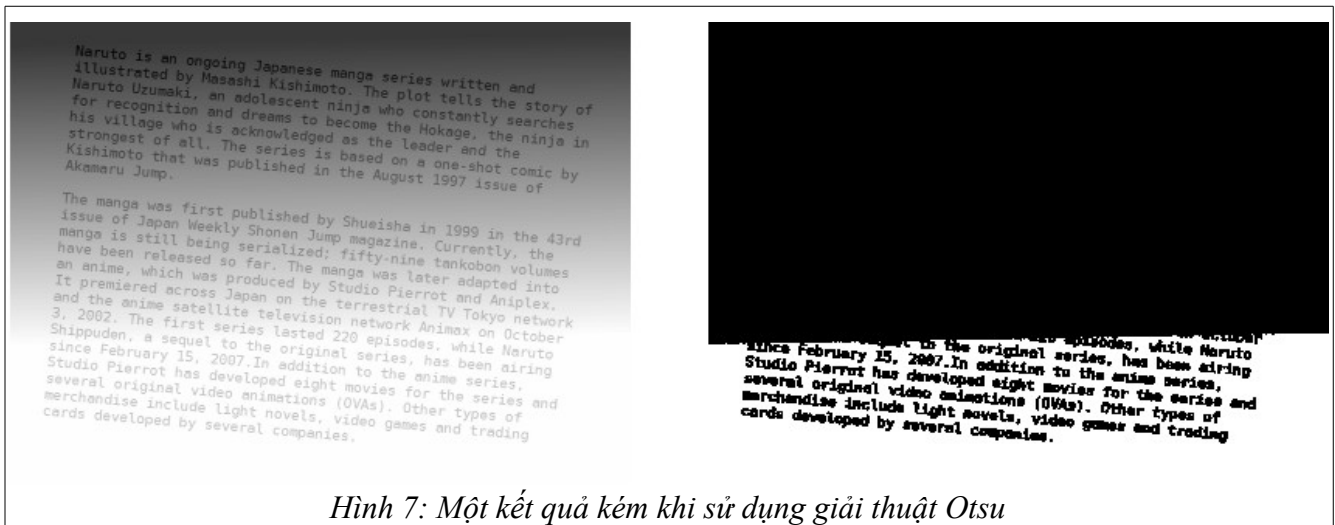 Naruto is an ongoing Japanese manga series written and
illustrated by Masashi Kishimoto. The plot tells the story of
Naruto Uzumaki, an adolescent ninja who constantly searches
for recognition and dreams to become the Hokage, the ninja in
his village who is acknowledged as the leader and the
strongest of all. The series is based on a one-shot comic by
Kishimoto that was published in the August 1997 issue of
Akamaru Jump.
The manga was first published by Shueisha in 1999 in the 43rd
issue of Japan Weekly Shonen Jump magazine. Currently, the
manga is still being serialized; fifty-nine tankobon volumes
have been released so far. The manga was later adapted into
an anime, which was produced by Studio Pierrot and Aniplex.
It premiered across Japan on the terrestrial TV Tokyo network
and the anime satellite television network Animax on October
3, 2002. The first series lasted 220 episodes, while Naruto
Shippuden, a sequel to the original series, has been airing
since February 15, 2007.In addition to the anime series,
Studio Pierrot has developed eight movies for the series and
several original video animations (OVAs). Other types of
merchandise include light novels, video games and trading
cards developed by several companies.
episodes, while Naruto
sequel to the original series, has been airing
since February 15, 2007.In addition to the anime series,
Studio Pierrot has developed eight movies for the series and
several original video animations (OVAs). Other types of
merchandise include light novels, video games and trading
cards developed by several companies.
Hình 7: Một kết quả kém khi sử dụng giải thuật Otsu